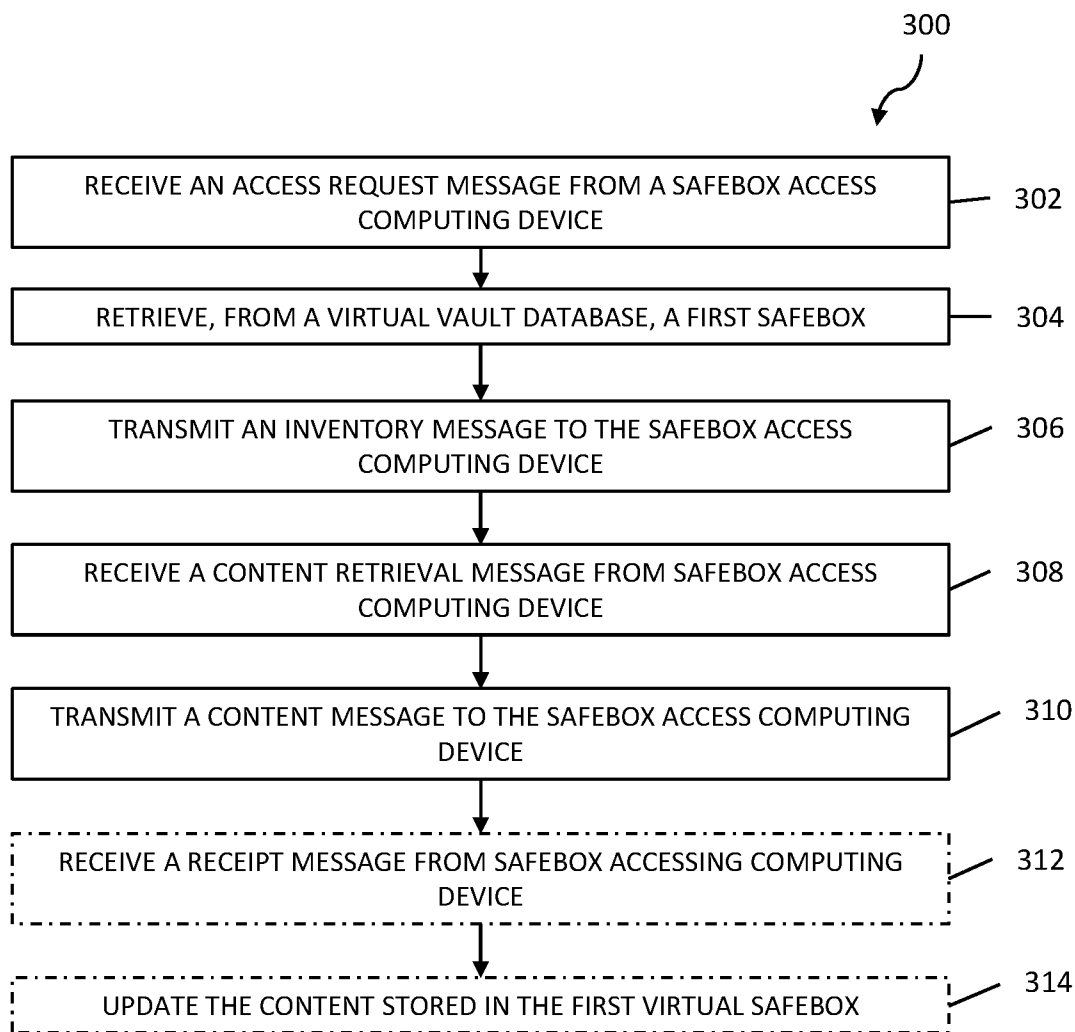 300
RECEIVE AN ACCESS REQUEST MESSAGE FROM A SAFEBOX ACCESS
COMPUTING DEVICE
302
RETRIEVE, FROM A VIRTUAL VAULT DATABASE, A FIRST SAFEBOX
304
TRANSMIT AN INVENTORY MESSAGE TO THE SAFEBOX ACCESS
COMPUTING DEVICE
306
RECEIVE A CONTENT RETRIEVAL MESSAGE FROM SAFEBOX ACCESS
COMPUTING DEVICE
308
TRANSMIT A CONTENT MESSAGE TO THE SAFEBOX ACCESS COMPUTING
DEVICE
310
RECEIVE A RECEIPT MESSAGE FROM SAFEBOX ACCESSING COMPUTING
DEVICE
312
UPDATE THE CONTENT STORED IN THE FIRST VIRTUAL SAFEBOX
314